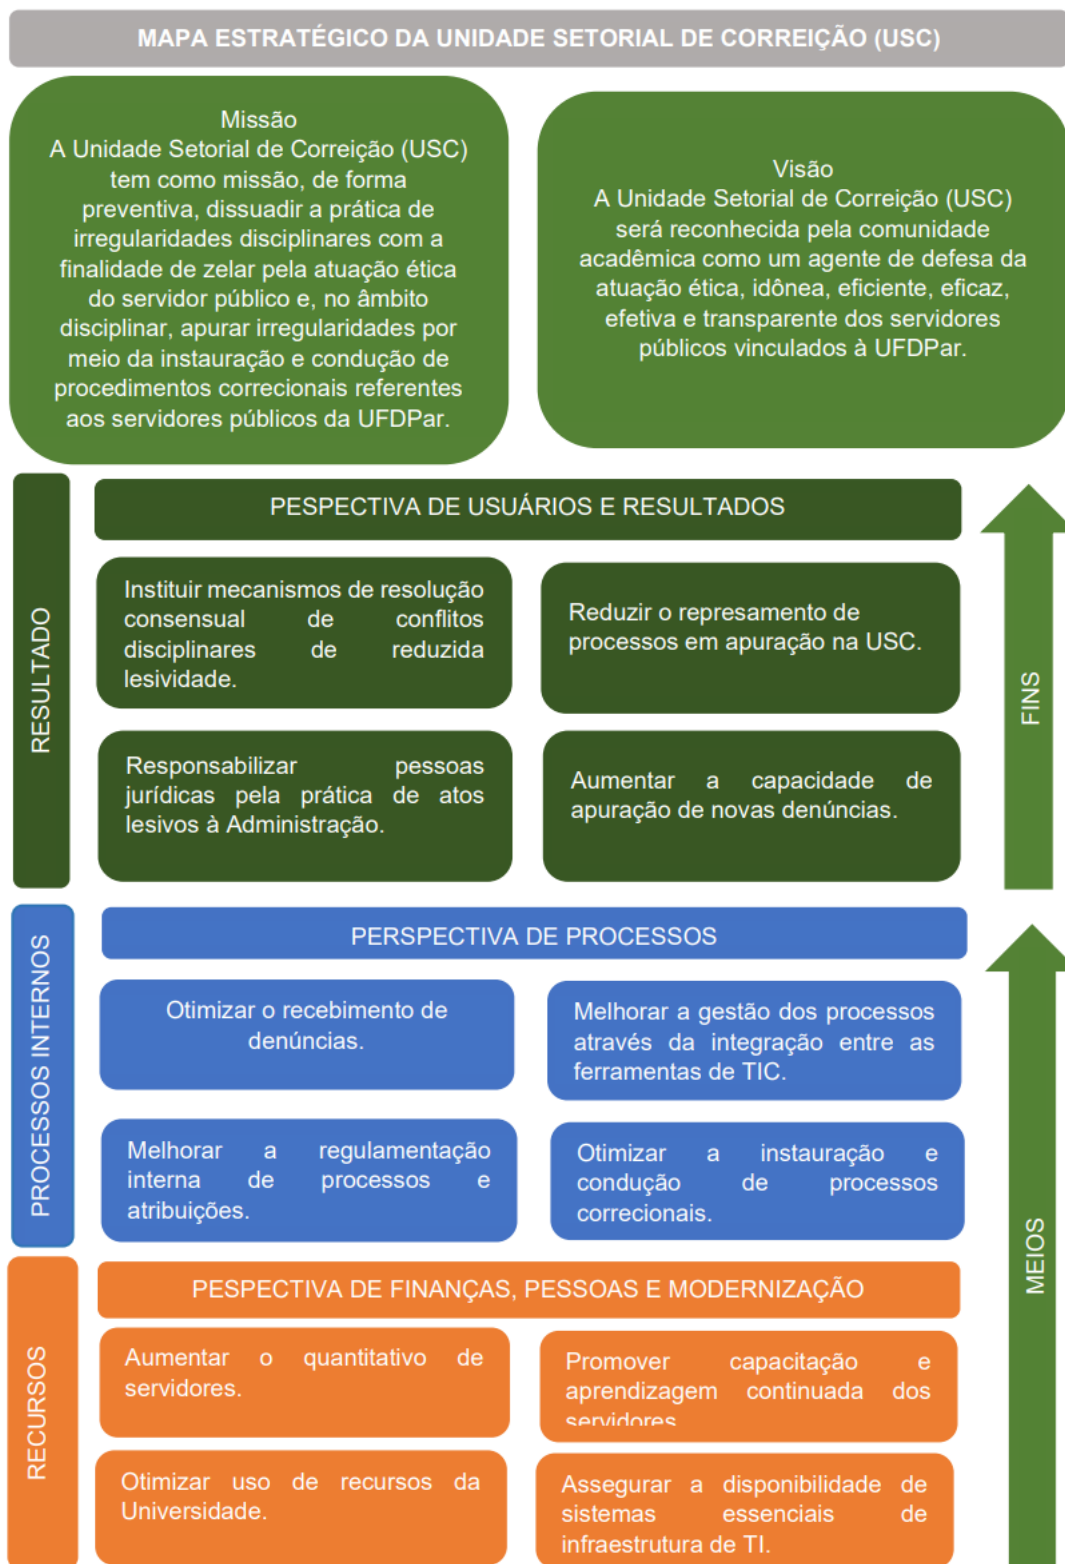 MAPA ESTRATÉGICO DA UNIDADE SETORIAL DE CORREIÇÃO (USC)
Missão
A Unidade Setorial de Correição (USC)
tem como missão, de forma
preventiva, dissuadir a prática de
irregularidades disciplinares com a
finalidade de zelar pela atuação ética
do servidor público e, no âmbito
disciplinar, apurar irregularidades por
meio da instauração e condução de
procedimentos correcionais referentes
aos servidores públicos da UFDPar.
Visão
A Unidade Setorial de Correição (USC)
será reconhecida pela comunidade
acadêmica como um agente de defesa da
atuação ética, idônea, eficiente, eficaz,
efetiva e transparente dos servidores
públicos vinculados à UFDPar.
RESULTADO
PESPECTIVA DE USUÁRIOS E RESULTADOS
Instituir mecanismos de resolução
consensual de conflitos
disciplinares de reduzida
lesividade.
Reduzir o represamento de
processos em apuração na USC.
Responsabilizar pessoas
jurídicas pela prática de atos
lesivos à Administração.
Aumentar a capacidade de
apuração de novas denúncias.
FINS
PROCESSOS INTERNOS
PERSPECTIVA DE PROCESSOS
Otimizar o recebimento de
denúncias.
Melhorar a gestão dos processos
através da integração entre as
ferramentas de TIC.
Melhorar a regulamentação
interna de processos e
atribuições.
Otimizar a instauração e
condução de processos
correcionais.
MEIOS
RECURSOS
PESPECTIVA DE FINANÇAS, PESSOAS E MODERNIZAÇÃO
Aumentar o quantitativo de
servidores.
Promover capacitação e
aprendizagem continuada dos
servidores
Otimizar uso de recursos da
Universidade.
Assegurar a disponibilidade de
sistemas essenciais de
infraestrutura de TI.